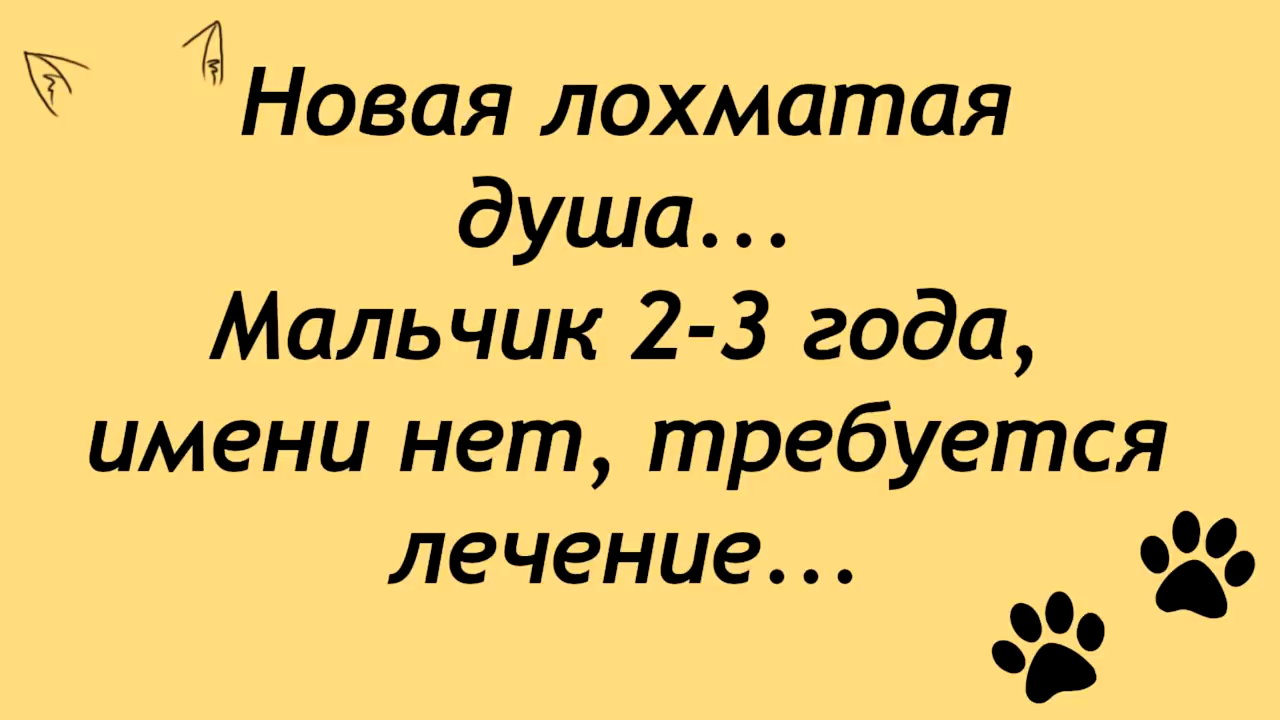 Новая лохматая
душа...
Мальчик 2-3 года,
имени нет, требуется
лечение...